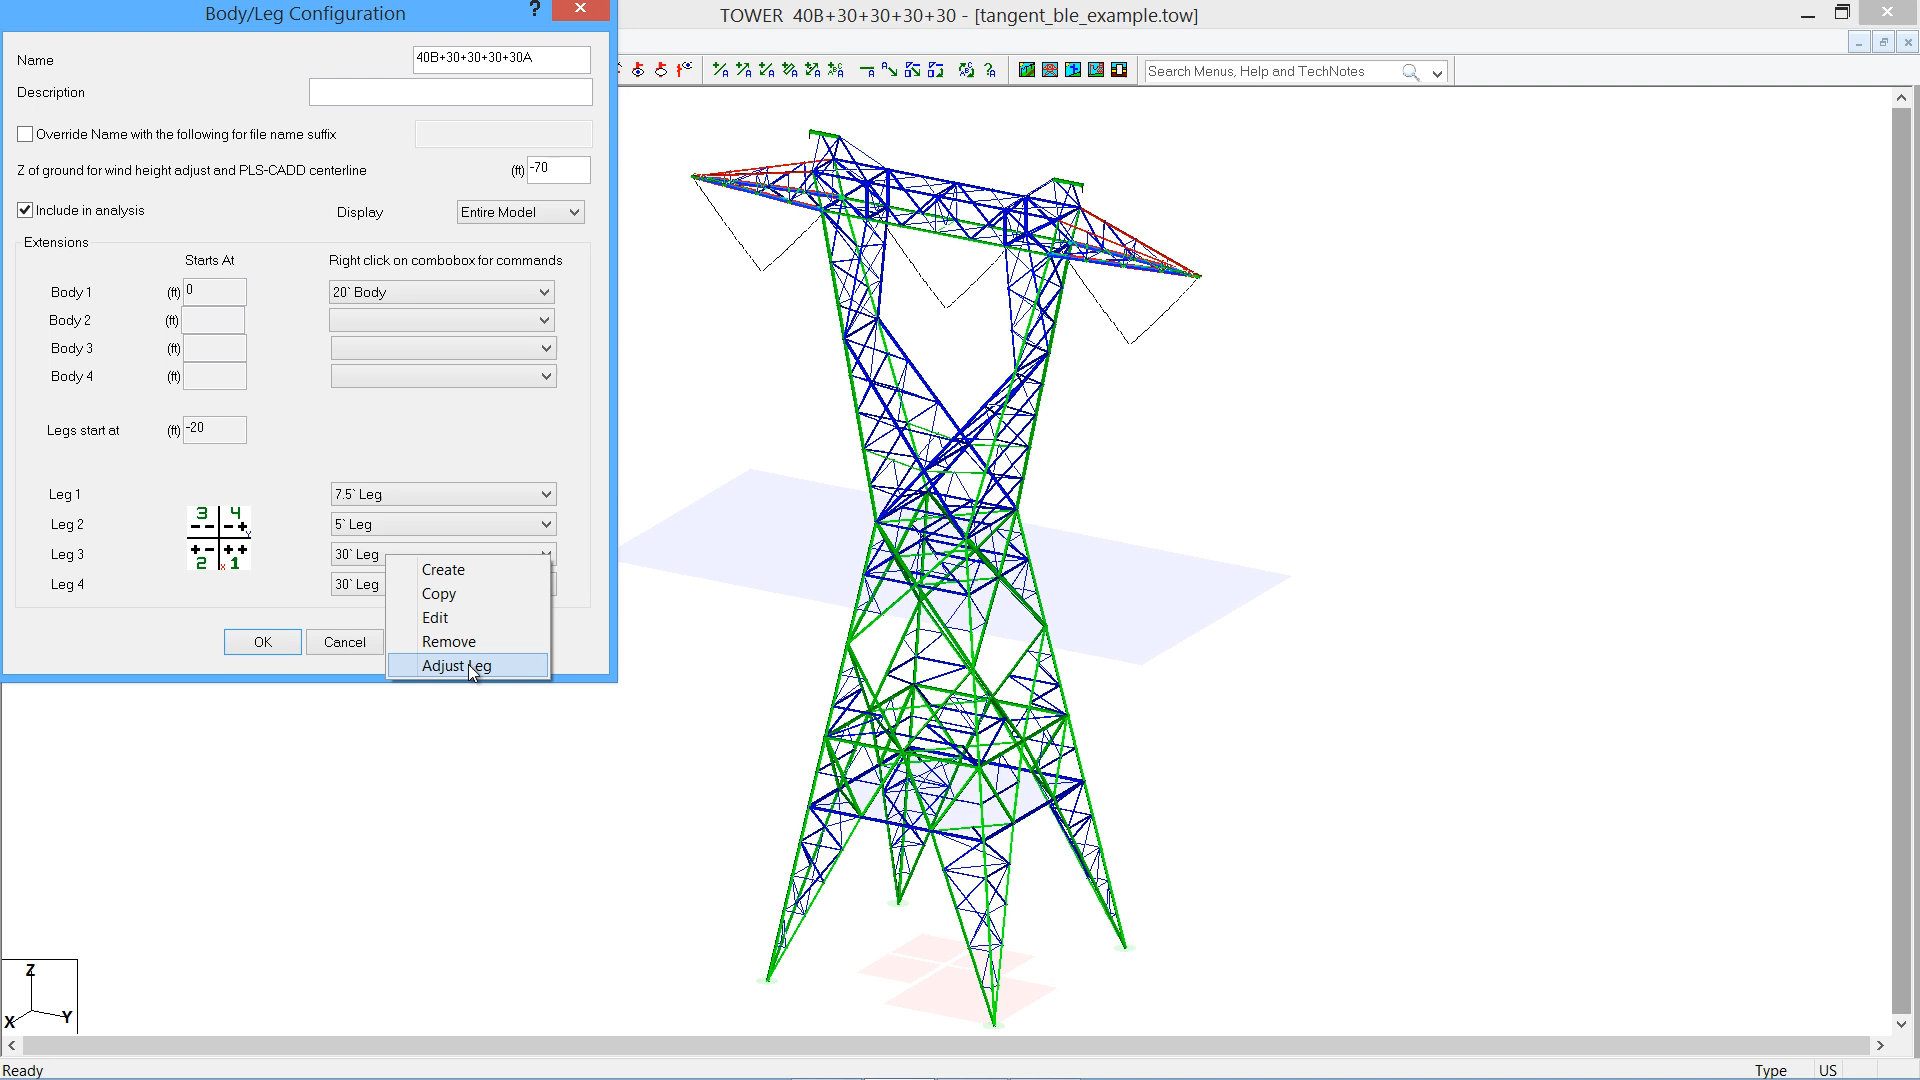 Body/Leg Configuration
?
TOWER 40B+30+30+30+30 - [tangent_ble_example.tow]
Name
40B+30+30+30+30A
Search Menus, Help and TechNotes
Description
Override Name with the following for file name suffix
Z of ground for wind height adjust and PLS-CADD centerline
(ft)
-70
Include in analysis
Display
Entire Model
Extensions
Starts At
Right click on combobox for commands
Body 1
(ft)
0
20` Body
Body 2
(ft)
Body 3
(ft)
Body 4
(ft)
Legs start at
(ft)
-20
Leg 1
7.5` Leg
Leg 2
5` Leg
Leg 3
30` Leg
Leg 4
30` Leg
3 4
-- -+
Y
+- ++
2 x 1
Create
Copy
Edit
Remove
Adjust Leg
OK
Cancel
Z
X
Y
Ready
Type
US